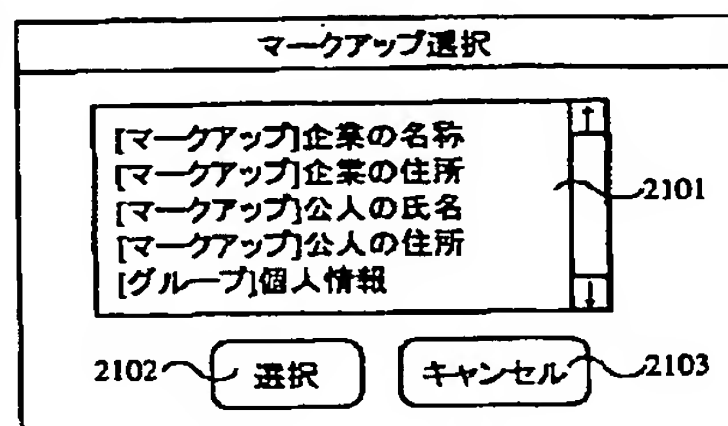 マークアップ選択
[マークアップ]企業の名称
[マークアップ]企業の住所
[マークアップ]公人の氏名
[マークアップ]公人の住所
[グループ]個人情報
↑
↓
2101
2102 選択 キャンセル 2103